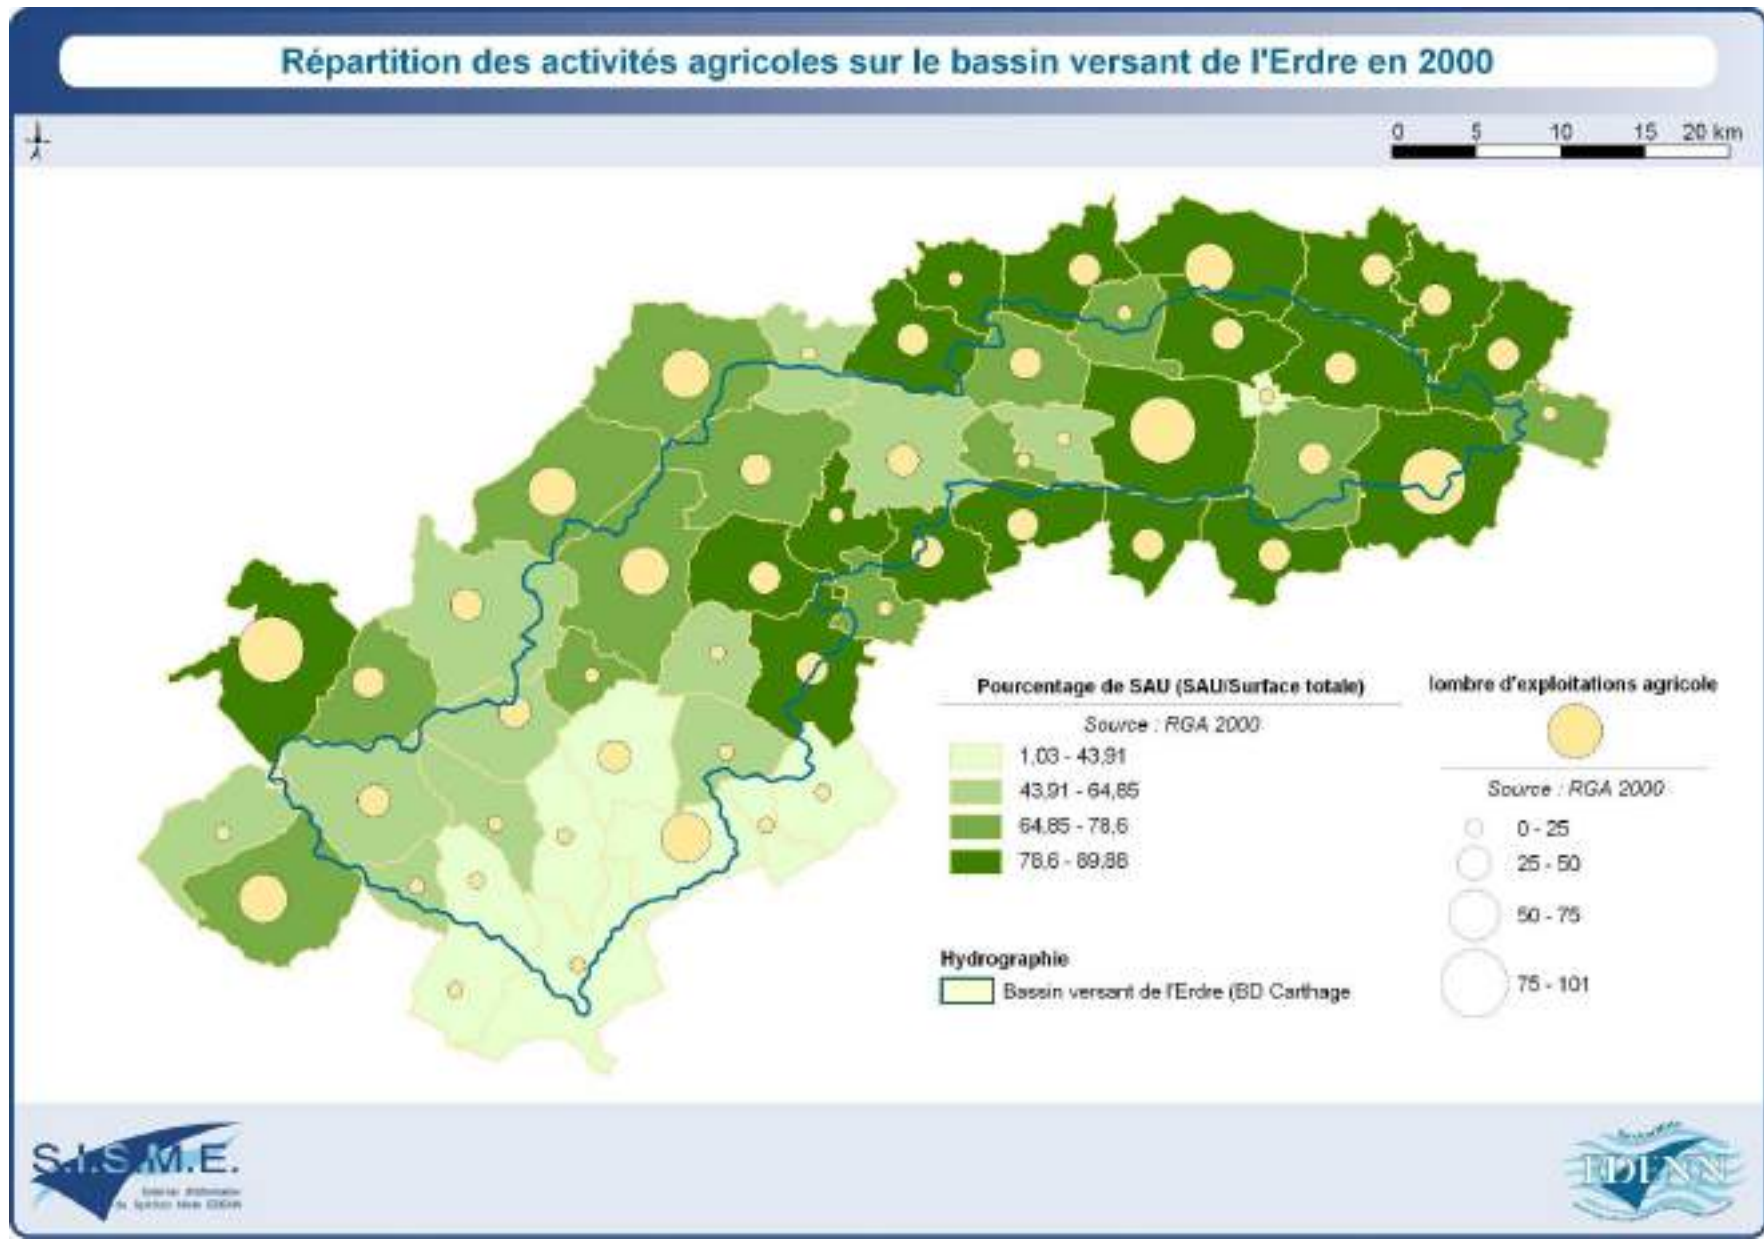 Répartition des activités agricoles sur le bassin versant de l'Erdre en 2000
0 5 10 15 20 km
Pourcentage de SAU (SAU/Surface totale)
Source : RGA 2000
1,03 - 43,91
43,91 - 64,85
64,85 - 78,6
78,6 - 89,88
Hydrographie
Bassin versant de l'Erdre (BD Carthage
lombre d'exploitations agricole
Source : RGA 2000
0 - 25
25 - 50
50 - 75
75 - 101
S.I.S.M.E.
EDENN